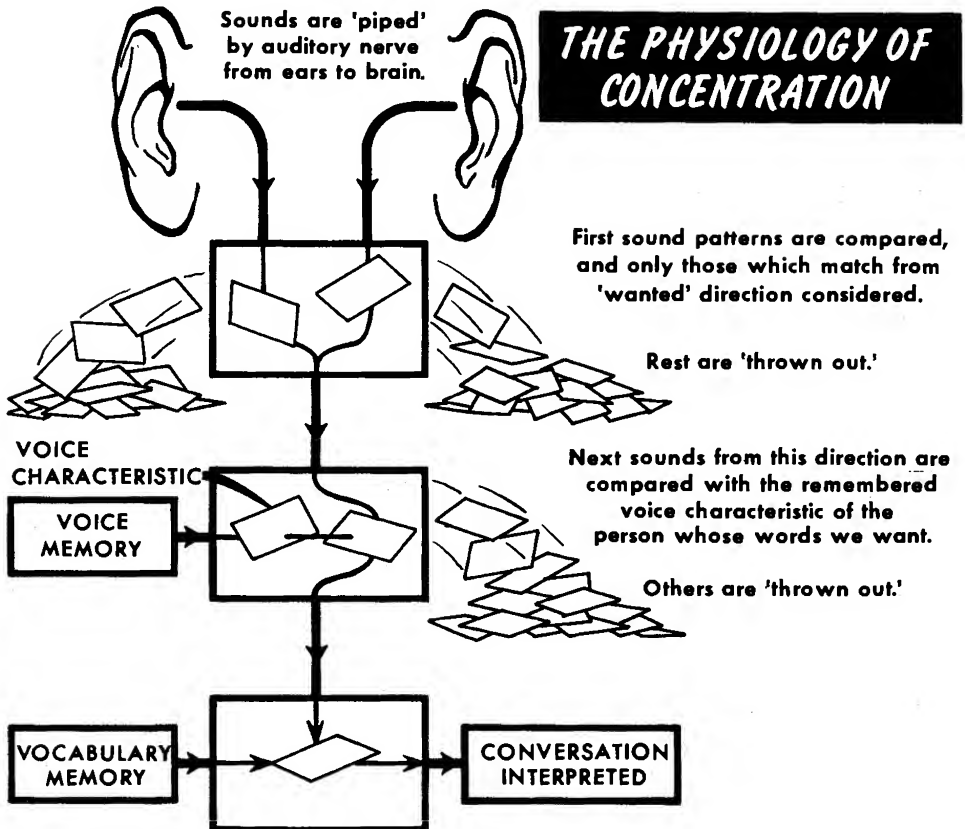 Sounds are 'piped'
by auditory nerve
from ears to brain.
THE PHYSIOLOGY OF
CONCENTRATION
First sound patterns are compared,
and only those which match from
'wanted' direction considered.
Rest are 'thrown out.'
VOICE
CHARACTERISTIC
VOICE
MEMORY
Next sounds from this direction are
compared with the remembered
voice characteristic of the
person whose words we want.
Others are 'thrown out.'
VOCABULARY
MEMORY
CONVERSATION
INTERPRETED